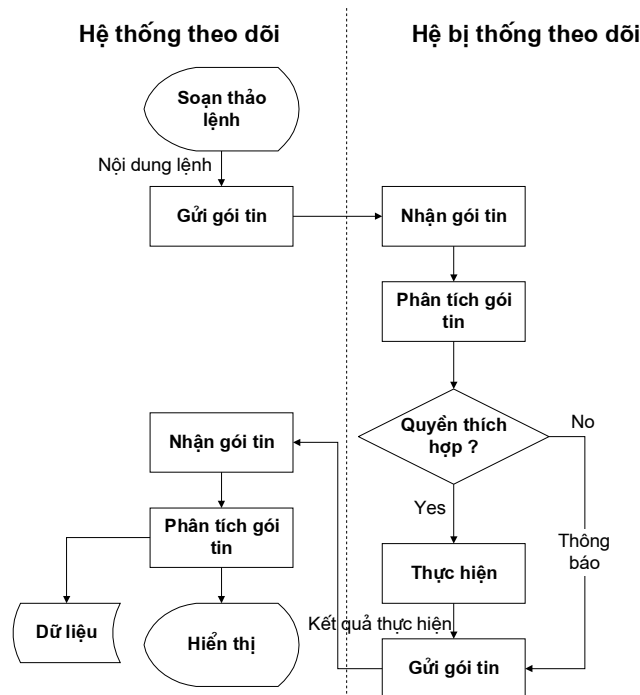 Hệ thống theo dõi
Hệ bị thống theo dõi
Soạn thảo
lệnh
Nội dung lệnh
Gửi gói tin
Nhận gói tin
Phân tích gói
tin
Quyền thích
hợp ?
No
Yes
Thông
báo
Thực hiện
Kết quả thực hiện
Gửi gói tin
Nhận gói tin
Phân tích gói
tin
Dữ liệu
Hiển thị